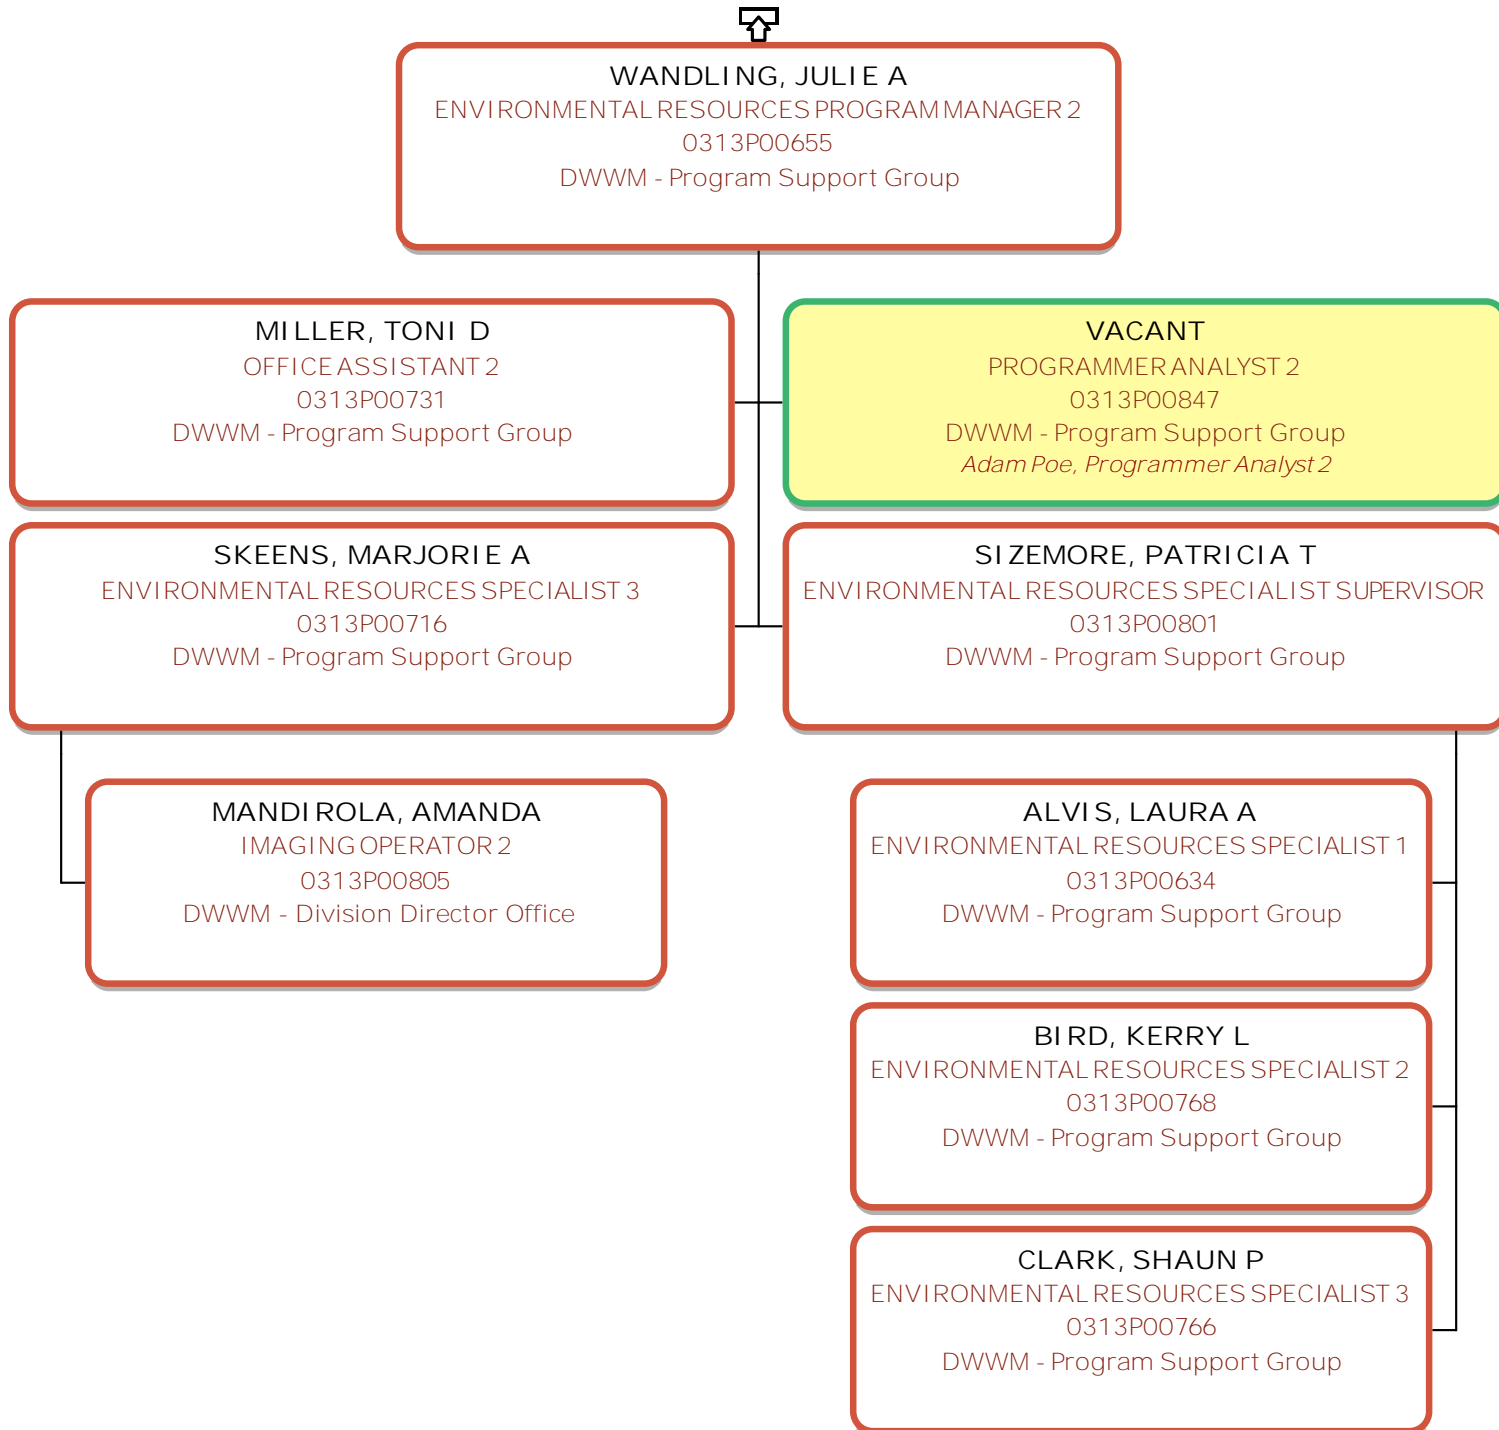 WANDLING, JULIE A
ENVIRONMENTAL RESOURCES PROGRAM MANAGER 2
0313P00655
DWWM - Program Support Group
MILLER, TONI D
OFFICE ASSISTANT 2
0313P00731
DWWM - Program Support Group
VACANT
PROGRAMMER ANALYST 2
0313P00847
DWWM - Program Support Group
Adam Poe, Programmer Analyst 2
SKEENS, MARJORIE A
ENVIRONMENTAL RESOURCES SPECIALIST 3
0313P00716
DWWM - Program Support Group
SIZEMORE, PATRICIA T
ENVIRONMENTAL RESOURCES SPECIALIST SUPERVISOR
0313P00801
DWWM - Program Support Group
MANDIROLA, AMANDA
IMAGING OPERATOR 2
0313P00805
DWWM - Division Director Office
ALVIS, LAURA A
ENVIRONMENTAL RESOURCES SPECIALIST 1
0313P00634
DWWM - Program Support Group
BIRD, KERRY L
ENVIRONMENTAL RESOURCES SPECIALIST 2
0313P00768
DWWM - Program Support Group
CLARK, SHAUN P
ENVIRONMENTAL RESOURCES SPECIALIST 3
0313P00766
DWWM - Program Support Group